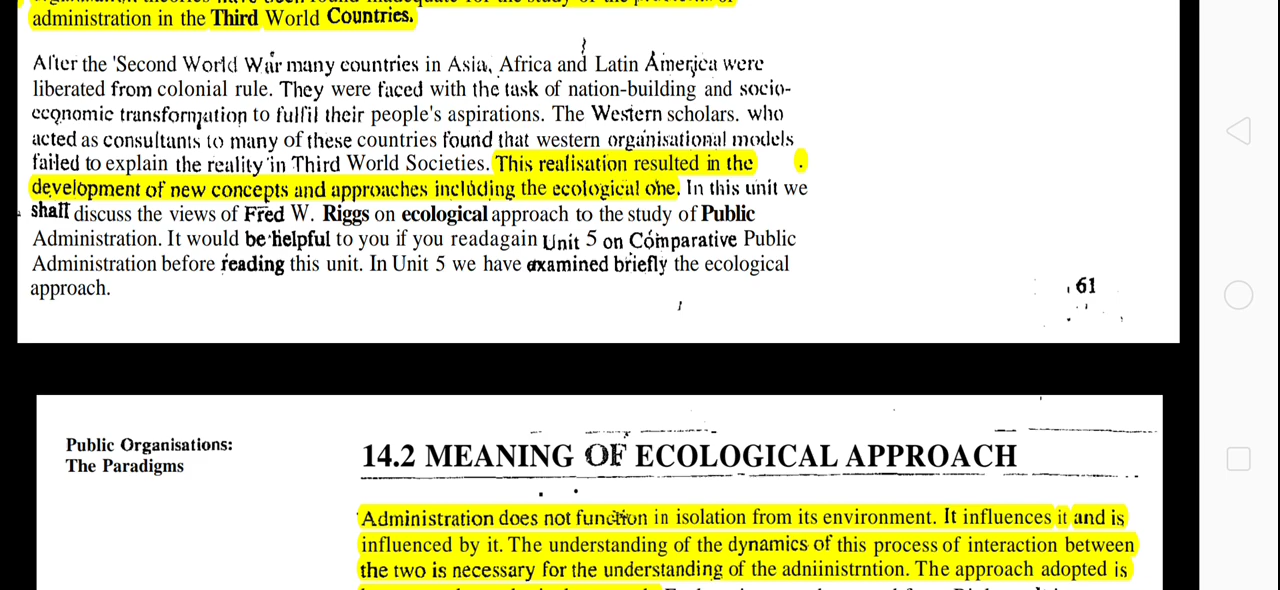 administration in the Third World Countries.
After the 'Second World War many countries in Asia, Africa and Latin America were
liberated from colonial rule. They were faced with the task of nation-building and socio-
economic transformation to fulfil their people's aspirations. The Western scholars. who
acted as consultants to many of these countries found that western organisational models
failed to explain the reality in Third World Societies. This realisation resulted in the
development of new concepts and approaches including the ecological one. In this unit we
shall discuss the views of Fred W. Riggs on ecological approach to the study of Public
Administration. It would be helpful to you if you readagain Unit 5 on Comparative Public
Administration before reading this unit. In Unit 5 we have examined briefly the ecological
approach.
61
Public Organisations:
The Paradigms
14.2 MEANING OF ECOLOGICAL APPROACH
Administration does not function in isolation from its environment. It influences it and is
influenced by it. The understanding of the dynamics of this process of interaction between
the two is necessary for the understanding of the adniinistrntion. The approach adopted is